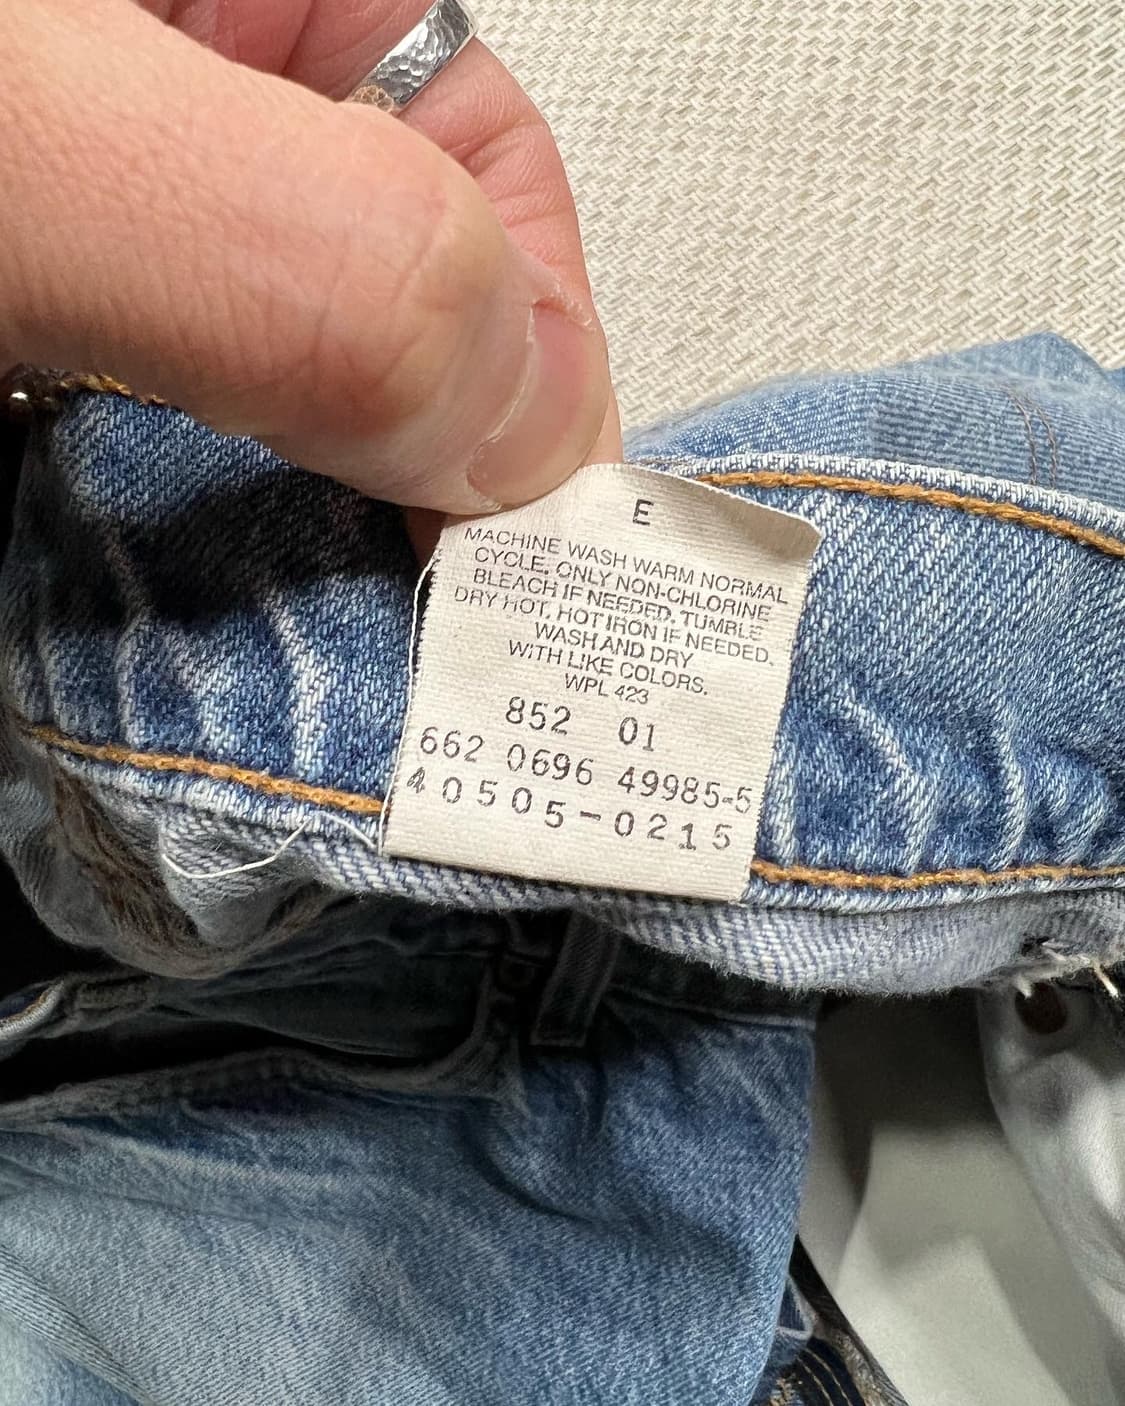 E
MACHINE WASH WARM NORMAL
CYCLE. ONLY NON-CHLORINE
BLEACH IF NEEDED. TUMBLE
DRY HOT, HOT IRON IF NEEDED.
WASH AND DRY
WITH LIKE COLORS.
WPL 423
852 01
662 0696 49985-5
40505-0215